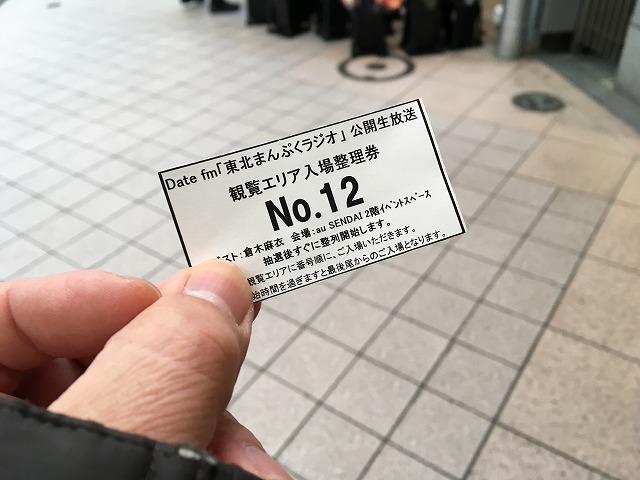 Date fm「東北まんぷくラジオ」公開生放送
観覧エリア入場整理券
No.12
スト：倉木麻衣 会場：au SENDAI 2階イベントスペース
抽選後すぐに整列開始します。
観覧エリアに番号順に、ご入場いただきます。
始時間を過ぎますと最後尾からのご入場となります。